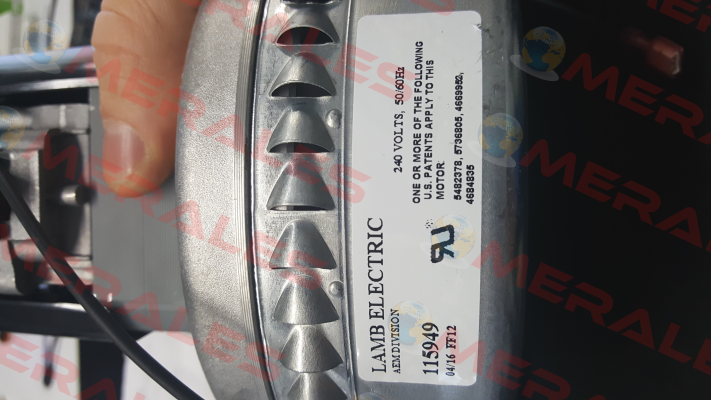 LAMB ELECTRIC
AEM DIVISION
115949
04/16 FF12
240 VOLTS, 50/60Hz
ONE OR MORE OF THE FOLLOWING
U.S. PATENTS APPLY TO THIS
MOTOR:
5482378, 5736805, 4669952,
4684835
MERALES